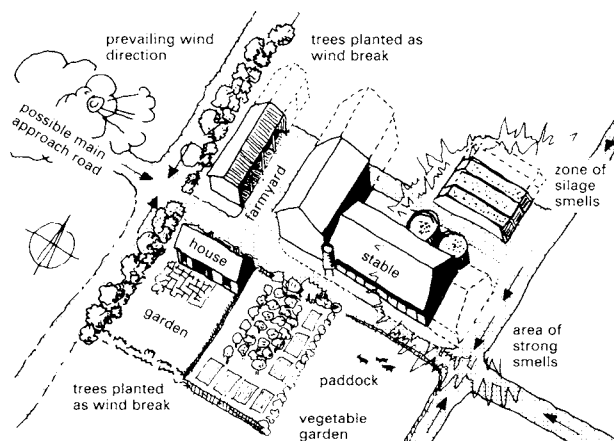 prevailing wind
direction
trees planted as
wind break
possible main
approach road
farmyard
zone of
silage
smells
house
stable
garden
area of
strong
smells
trees planted
as wind break
paddock
vegetable
garden